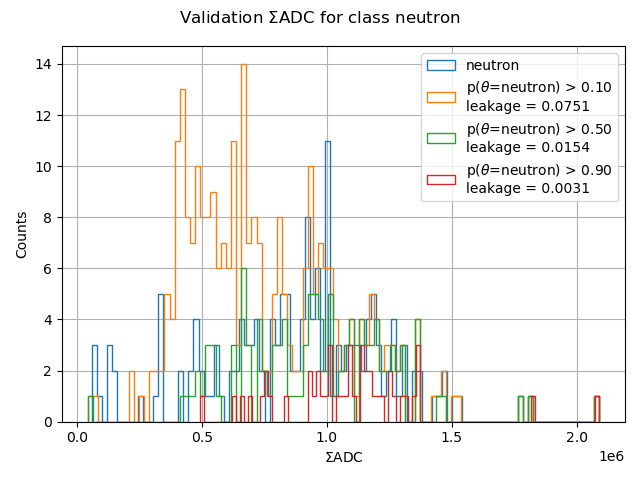 Validation ΣADC for class neutron
neutron
p(θ=neutron) > 0.10
leakage = 0.0751
p(θ=neutron) > 0.50
leakage = 0.0154
p(θ=neutron) > 0.90
leakage = 0.0031
Counts
14
12
10
8
6
4
2
0
0.0 0.5 1.0 1.5 2.0
1e6
ΣADC